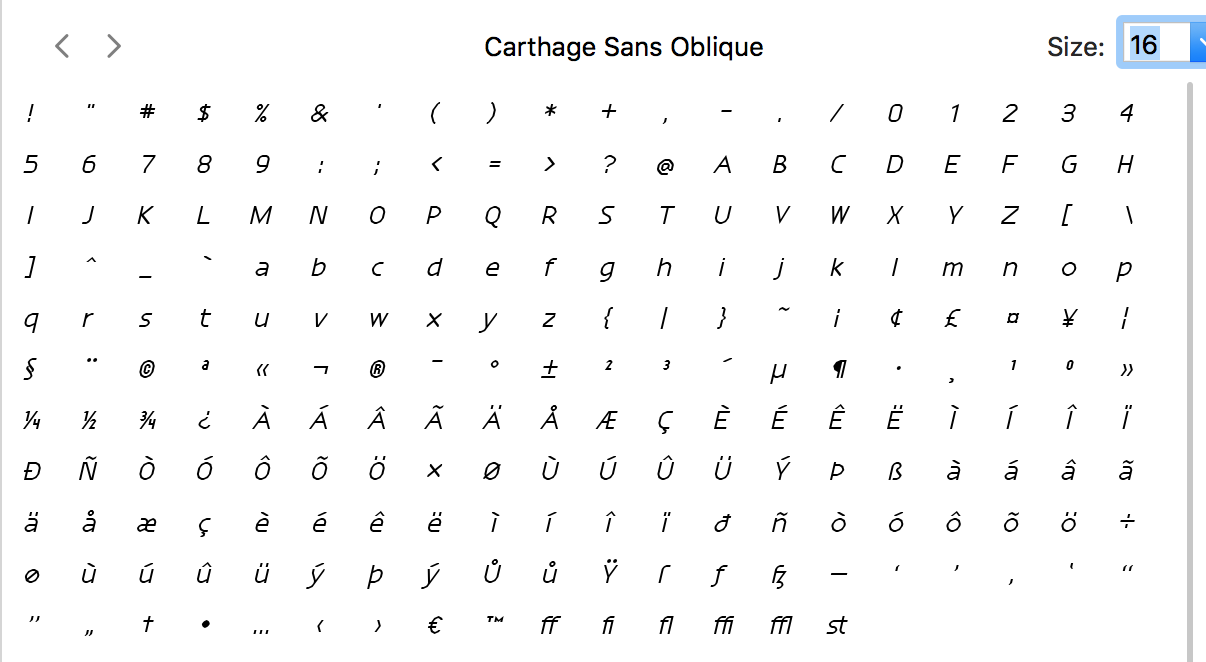 Carthage Sans Oblique Size: 16
! " # $ % & ' ( ) * + , - . / 0 1 2 3 4
5 6 7 8 9 : ; < = > ? @ A B C D E F G H
I J K L M N O P Q R S T U V W X Y Z [ \
] ^ _ ` a b c d e f g h i j k l m n o p
q r s t u v w x y z { | } ~ ¡ ¢ £ ¤ ¥ ¦
§ ¨ © ª « ¬ ® ¯ ° ± ² ³ ´ µ ¶ · ¸ ¹ º »
¼ ½ ¾ ¿ À Á Â Ã Ä Å Æ Ç È É Ê Ë Ì Í Î Ï
Ð Ñ Ò Ó Ô Õ Ö × Ø Ù Ú Û Ü Ý Þ ß à á â ã
ä å æ ç è é ê ë ì í î ï đ ñ ò ó ô õ ö ÷
ø ù ú û ü ý þ ý Ů ů Ÿ ſ ƒ ꜩ — ‘ ’ ‚ ‛ “
” „ † • … ‹ › € ™ ff fi fl ffi ffl st